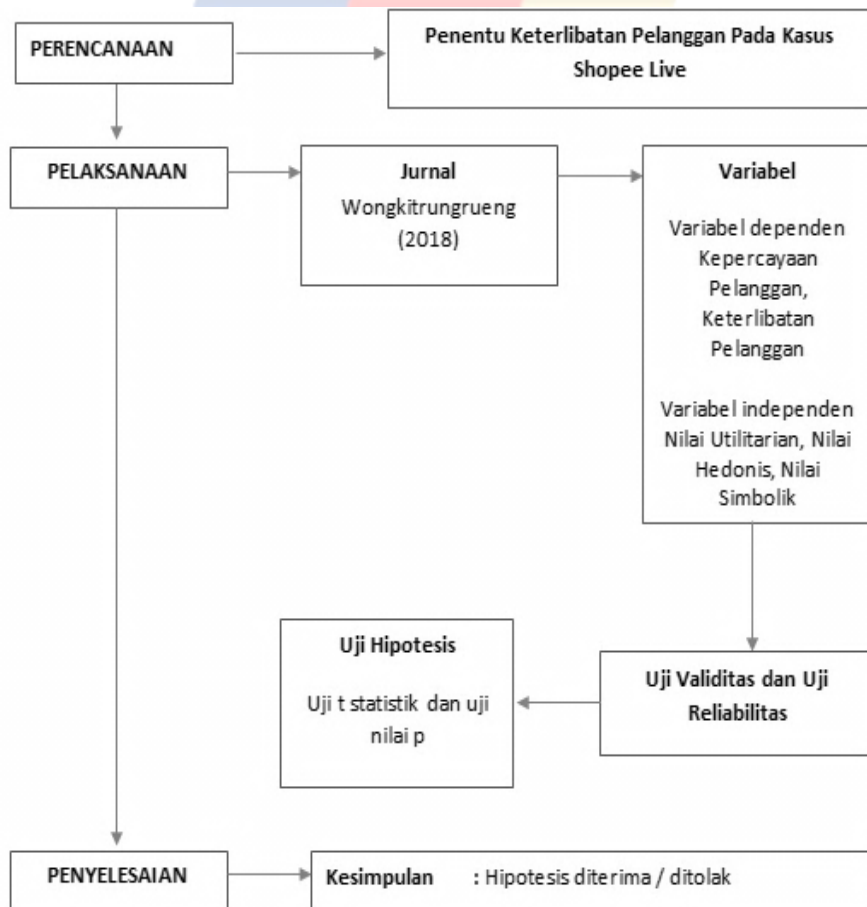 PERENCANAAN
Penentu Keterlibatan Pelanggan Pada Kasus
Shopee Live
PELAKSANAAN
Jurnal
Wongkitrungrueng
(2018)
Variabel
Variabel dependen
Kepercayaan
Pelanggan,
Keterlibatan
Pelanggan
Variabel independen
Nilai Utilitarian, Nilai
Hedonis, Nilai
Simbolik
Uji Validitas dan Uji
Reliabilitas
Uji Hipotesis
Uji t statistik dan uji
nilai p
PENYELESAIAN
Kesimpulan : Hipotesis diterima / ditolak